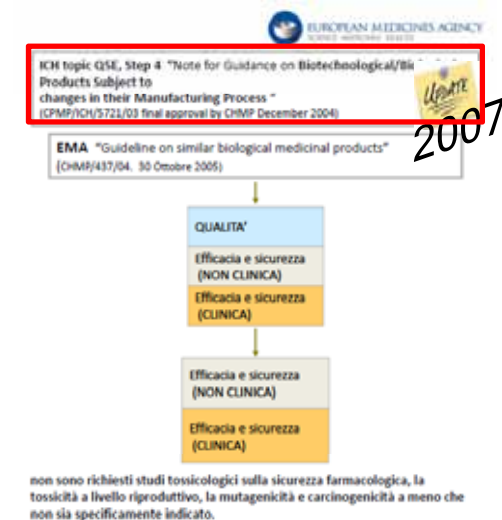 EUROPEAN MEDICINES AGENCY
SCIENCE MEDICINES HEALTH
ICH topic Q5E, Step 4 "Note for Guidance on Biotechnological/
Products Subject to
changes in their Manufacturing Process "
(CPMP/ICH/5721/03 final approval by CHMP December 2004)
UPDATE
2007
EMA "Guideline on similar biological medicinal products"
(CHMP/437/04. 30 Ottobre 2005)
QUALITA'
Efficacia e sicurezza
(NON CLINICA)
Efficacia e sicurezza
(CLINICA)
Efficacia e sicurezza
(NON CLINICA)
Efficacia e sicurezza
(CLINICA)
non sono richiesti studi tossicologici sulla sicurezza farmacologica, la
tossicità a livello riproduttivo, la mutagenicità e carcinogenicità a meno che
non sia specificamente indicato.